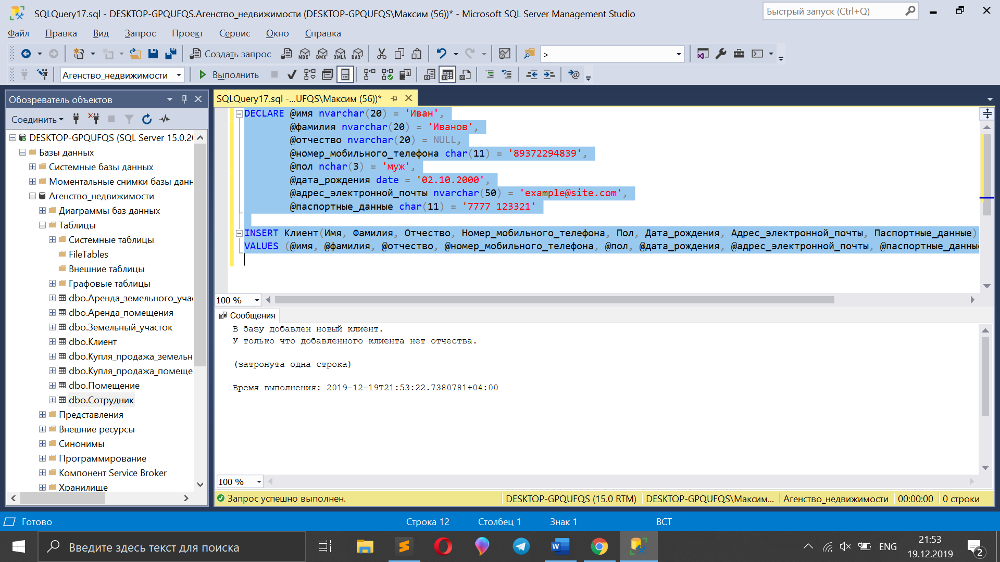 SQLQuery17.sql - DESKTOP-GPQUFQS.Агенство_недвижимости (DESKTOP-GPQUFQS\Максим (56))* - Microsoft SQL Server Management Studio
Быстрый запуск (Ctrl+Q)
Файл Правка Вид Запрос Проект Сервис Окно Справка
Создать запрос MDX DMX XMLA DAX >
Агенство_недвижимости Выполнить
Обозреватель объектов
Соединить
DESKTOP-GPQUFQS (SQL Server 15.0.20
Базы данных
Системные базы данных
Моментальные снимки базы данн
Агенство_недвижимости
Диаграммы баз данных
Таблицы
Системные таблицы
FileTables
Внешние таблицы
Графовые таблицы
dbo.Аренда_земельного_учас
dbo.Аренда_помещения
dbo.Земельный_участок
dbo.Клиент
dbo.Купля_продажа_земельн
dbo.Купля_продажа_помеще
dbo.Помещение
dbo.Сотрудник
Представления
Внешние ресурсы
Синонимы
Программирование
Компонент Service Broker
Хранилище
SQLQuery17.sql -...UFQS\Максим (56))*
DECLARE @имя nvarchar(20) = 'Иван',
@фамилия nvarchar(20) = 'Иванов',
@отчество nvarchar(20) = NULL,
@номер_мобильного_телефона char(11) = '89372294839',
@пол nchar(3) = 'муж',
@дата_рождения date = '02.10.2000',
@адрес_электронной_почты nvarchar(50) = 'example@site.com',
@паспортные_данные char(11) = '7777 123321'
INSERT Клиент(Имя, Фамилия, Отчество, Номер_мобильного_телефона, Пол, Дата_рождения, Адрес_электронной_почты, Паспортные_данные)
VALUES (@имя, @фамилия, @отчество, @номер_мобильного_телефона, @пол, @дата_рождения, @адрес_электронной_почты, @паспортные_данные
100 %
Сообщения
В базу добавлен новый клиент.
У только что добавленного клиента нет отчества.
(затронута одна строка)
Время выполнения: 2019-12-19T21:53:22.7380781+04:00
100 %
Запрос успешно выполнен. DESKTOP-GPQUFQS (15.0 RTM) DESKTOP-GPQUFQS\Максим... Агенство_недвижимости 00:00:00 0 строки
Готово Строка 12 Столбец 1 Знак 1 ВСТ
Введите здесь текст для поиска
ENG
21:53
19.12.2019
2